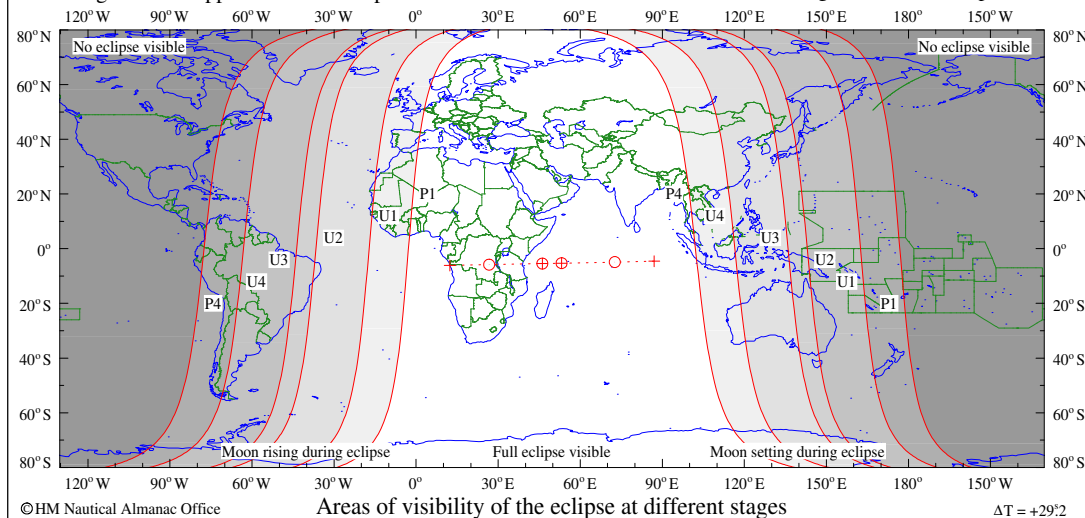 120°W 90°W 60°W 30°W 0° 30°E 60°E 90°E 120°E 150°E 180° 150°W
80°N 80°N
No eclipse visible No eclipse visible
60°N 60°N
40°N 40°N
20°N P1 P4 20°N
U1 U4
U2 U3
0° U3 U2 0°
U4 U1
20°S P4 P1 20°S
40°S 40°S
60°S 60°S
Moon rising during eclipse Full eclipse visible Moon setting during eclipse
80°S 80°S
120°W 90°W 60°W 30°W 0° 30°E 60°E 90°E 120°E 150°E 180° 150°W
©HM Nautical Almanac Office Areas of visibility of the eclipse at different stages ΔT = +29ˢ.2